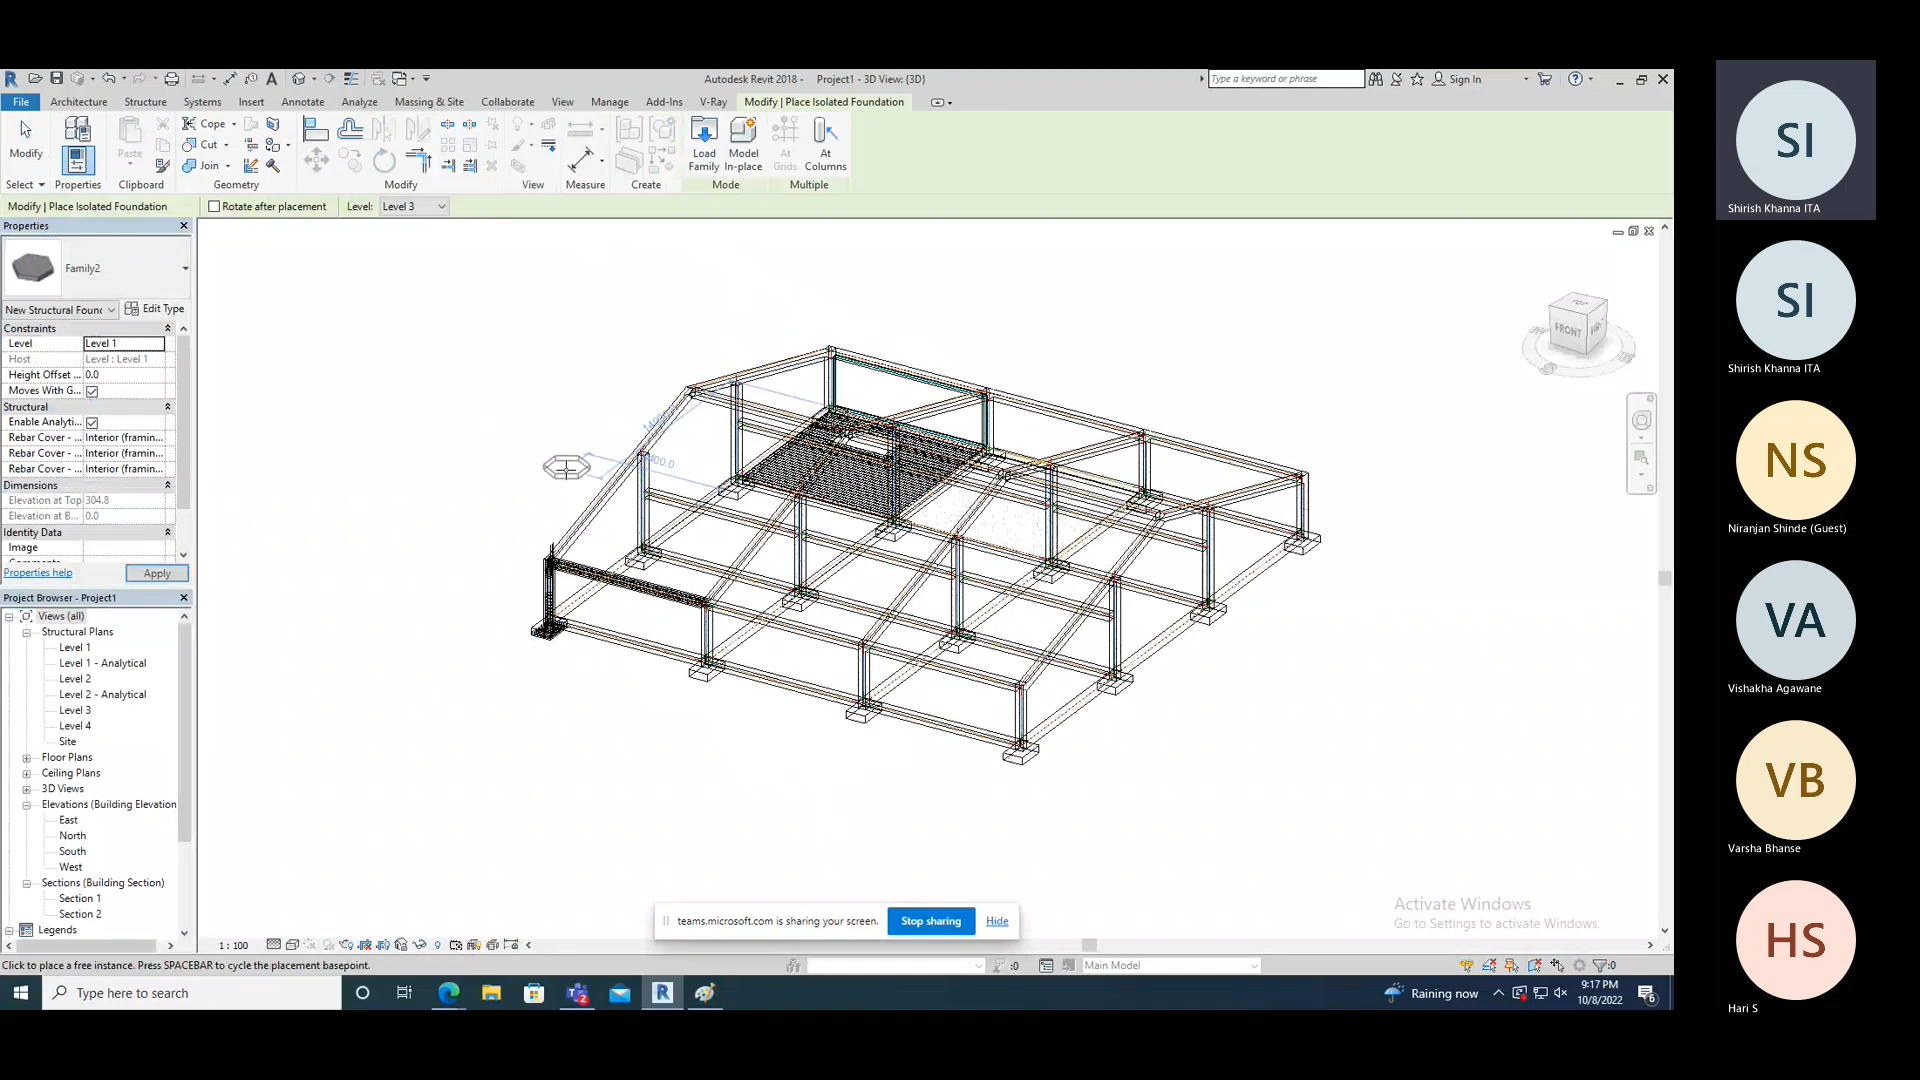 Autodesk Revit 2018 -    Project1 - 3D View: {3D}
Type a keyword or phrase
Sign In
File
Architecture
Structure
Systems
Insert
Annotate
Analyze
Massing & Site
Collaborate
View
Manage
Add-Ins
V-Ray
Modify | Place Isolated Foundation
Modify
Paste
Cope
Cut
Join
Load
Family
Model
In-place
At
Grids
At
Columns
Select
Properties
Clipboard
Geometry
Modify
View
Measure
Create
Mode
Multiple
Modify | Place Isolated Foundation
Rotate after placement
Level:
Level 3
Properties
Family2
New Structural Found
Edit Type
Constraints
Level
Level 1
Host
Level : Level 1
Height Offset ...
0.0
Moves With G...
Structural
Enable Analyti...
Rebar Cover - ...
Interior (framin...
Rebar Cover - ...
Interior (framin...
Rebar Cover - ...
Interior (framin...
Dimensions
Elevation at Top
304.8
Elevation at B...
0.0
Identity Data
Image
Properties help
Apply
Project Browser - Project1
Views (all)
Structural Plans
Level 1
Level 1 - Analytical
Level 2
Level 2 - Analytical
Level 3
Level 4
Site
Floor Plans
Ceiling Plans
3D Views
Elevations (Building Elevation
East
North
South
West
Sections (Building Section)
Section 1
Section 2
Legends
TOP
FRONT
1 : 100
teams.microsoft.com is sharing your screen.
Stop sharing
Hide
Activate Windows
Go to Settings to activate Windows.
Click to place a free instance. Press SPACEBAR to cycle the placement basepoint.
:0
Main Model
:0
Type here to search
2
Raining now
9:17 PM
10/8/2022
6
SI
Shirish Khanna ITA
SI
Shirish Khanna ITA
NS
Niranjan Shinde (Guest)
VA
Vishakha Agawane
VB
Varsha Bhanse
HS
Hari S